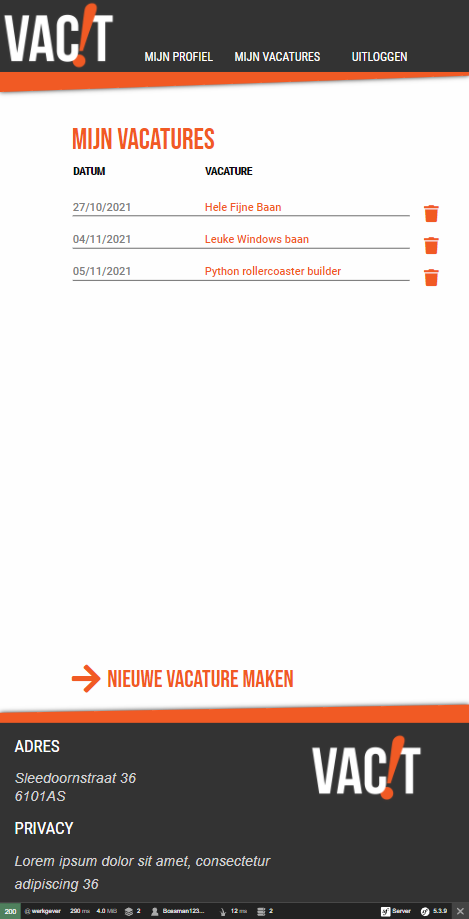 VAC!T
MIJN PROFIEL MIJN VACATURES UITLOGGEN
MIJN VACATURES
DATUM VACATURE
27/10/2021 Hele Fijne Baan
04/11/2021 Leuke Windows baan
05/11/2021 Python rollercoaster builder
NIEUWE VACATURE MAKEN
ADRES
VAC!T
Sleedoornstraat 36
6101AS
PRIVACY
Lorem ipsum dolor sit amet, consectetur
adipiscing 36
200 @ werkgever 290 ms 4.0 MiB 2 Bossman123... 12 ms 2 Server 5.3.9